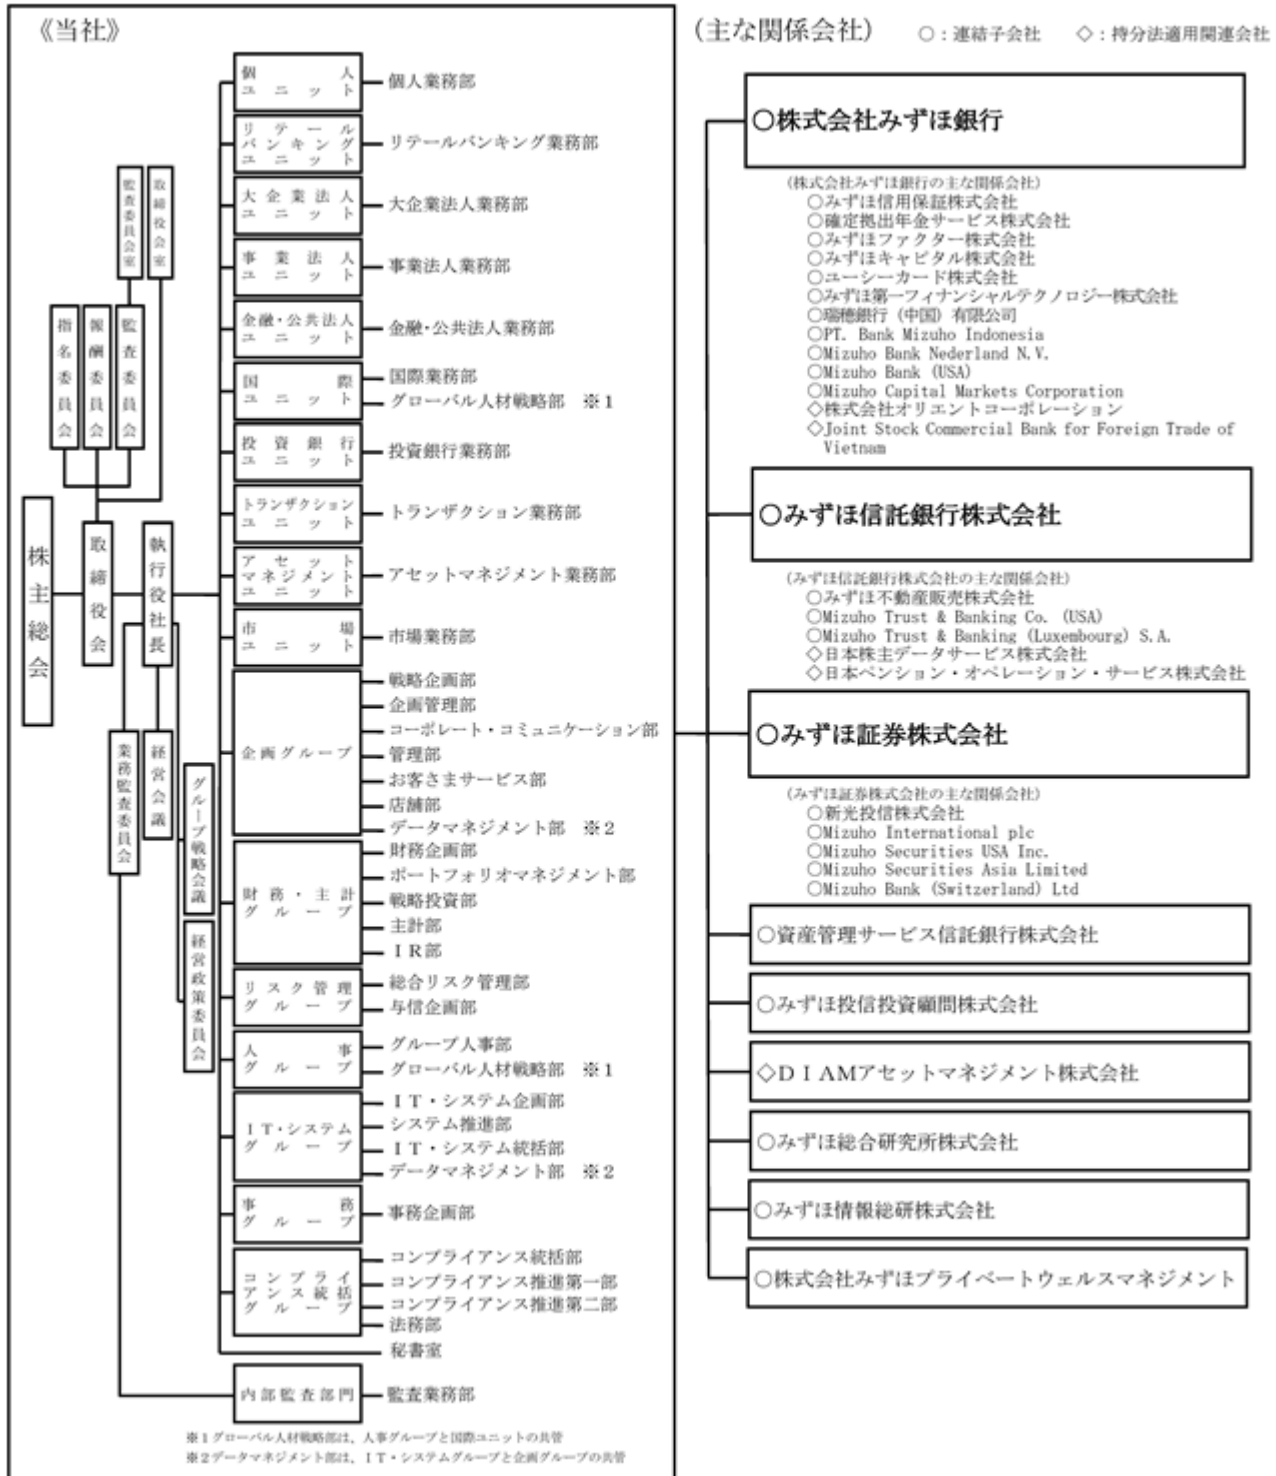 《当社》
株主総会
取締役会
執行役社長
指名委員会
報酬委員会
監査委員会
監査委員会室
取締役会室
業務監査委員会
経営会議
グループ戦略会議
経営政策委員会
個人
ユニット
個人業務部
リテール
バンキング
ユニット
リテールバンキング業務部
大企業法人
ユニット
大企業法人業務部
事業法人
ユニット
事業法人業務部
金融・公共法人
ユニット
金融・公共法人業務部
国際
ユニット
国際業務部
グローバル人材戦略部 ※1
投資銀行
ユニット
投資銀行業務部
トランザクション
ユニット
トランザクション業務部
アセット
マネジメント
ユニット
アセットマネジメント業務部
市場
ユニット
市場業務部
企画グループ
戦略企画部
企画管理部
コーポレート・コミュニケーション部
管理部
お客さまサービス部
店舗部
データマネジメント部 ※2
財務・主計
グループ
財務企画部
ポートフォリオマネジメント部
戦略投資部
主計部
IR部
リスク管理
グループ
総合リスク管理部
与信企画部
人事
グループ
グループ人事部
グローバル人材戦略部 ※1
IT・システム
グループ
IT・システム企画部
システム推進部
IT・システム統括部
データマネジメント部 ※2
事務
グループ
事務企画部
コンプライ
アンス統括
グループ
コンプライアンス統括部
コンプライアンス推進第一部
コンプライアンス推進第二部
法務部
秘書室
内部監査部門
監査業務部
※1グローバル人材戦略部は、人事グループと国際ユニットの共管
※2データマネジメント部は、IT・システムグループと企画グループの共管
(主な関係会社) ○：連結子会社 ◇：持分法適用関連会社
○株式会社みずほ銀行
(株式会社みずほ銀行の主な関係会社)
○みずほ信用保証株式会社
○確定拠出年金サービス株式会社
○みずほファクター株式会社
○みずほキャピタル株式会社
○ユーシーカード株式会社
○みずほ第一フィナンシャルテクノロジー株式会社
○瑞穂銀行（中国）有限公司
○PT. Bank Mizuho Indonesia
○Mizuho Bank Nederland N.V.
○Mizuho Bank (USA)
○Mizuho Capital Markets Corporation
◇株式会社オリエントコーポレーション
◇Joint Stock Commercial Bank for Foreign Trade of
Vietnam
○みずほ信託銀行株式会社
(みずほ信託銀行株式会社の主な関係会社)
○みずほ不動産販売株式会社
○Mizuho Trust & Banking Co. (USA)
○Mizuho Trust & Banking (Luxembourg) S.A.
◇日本株主データサービス株式会社
◇日本ペンション・オペレーション・サービス株式会社
○みずほ証券株式会社
(みずほ証券株式会社の主な関係会社)
○新光投信株式会社
○Mizuho International plc
○Mizuho Securities USA Inc.
○Mizuho Securities Asia Limited
○Mizuho Bank (Switzerland) Ltd
○資産管理サービス信託銀行株式会社
○みずほ投信投資顧問株式会社
◇DIAMアセットマネジメント株式会社
○みずほ総合研究所株式会社
○みずほ情報総研株式会社
○株式会社みずほプライベートウェルスマネジメント